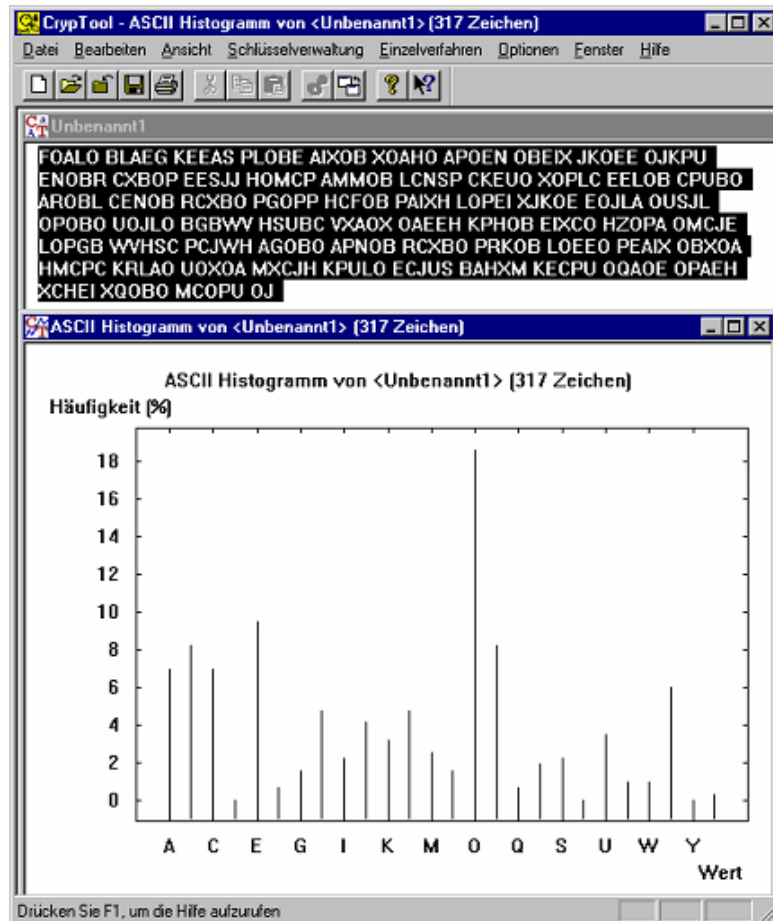 CrypTool - ASCII Histogramm von <Unbenannt1> (317 Zeichen)
Datei Bearbeiten Ansicht Schlüsselverwaltung Einzelverfahren Optionen Fenster Hilfe
Unbenannt1
FOALO BLAEG KEEAS PLOBE AIXOB XOAHO APOEN OBEIX JKOEE OJKPU
ENOBR CXBOP EESJJ HOMCP AMMOB LCNSP CKEUO XOPLC EELOB CPUBO
AROBL CENOB RCXBO PGOPP HCFOB PAIXH LOPEI XJKOE EOJLA OUSJL
OPOBO UOJLO BGBWV HSUBC VXAOX OAEEH KPHOB EIXCO HZOPA OMCJE
LOPGB WVHSC PCJWH AGOBO APNOB RCXBO PRKOB LOEEO PEAIX OBXOA
HMCPC KRLAO UOXOA MXCJH KPULO ECJUS BAHXM KECPU OQAOE OPAEH
XCHEI XQOBO MCOPU OJ
ASCII Histogramm von <Unbenannt1> (317 Zeichen)
ASCII Histogramm von <Unbenannt1> (317 Zeichen)
Häufigkeit (%)
18
16
14
12
10
8
6
4
2
0
A C E G I K M O Q S U W Y
Wert
Drücken Sie F1, um die Hilfe aufzurufen